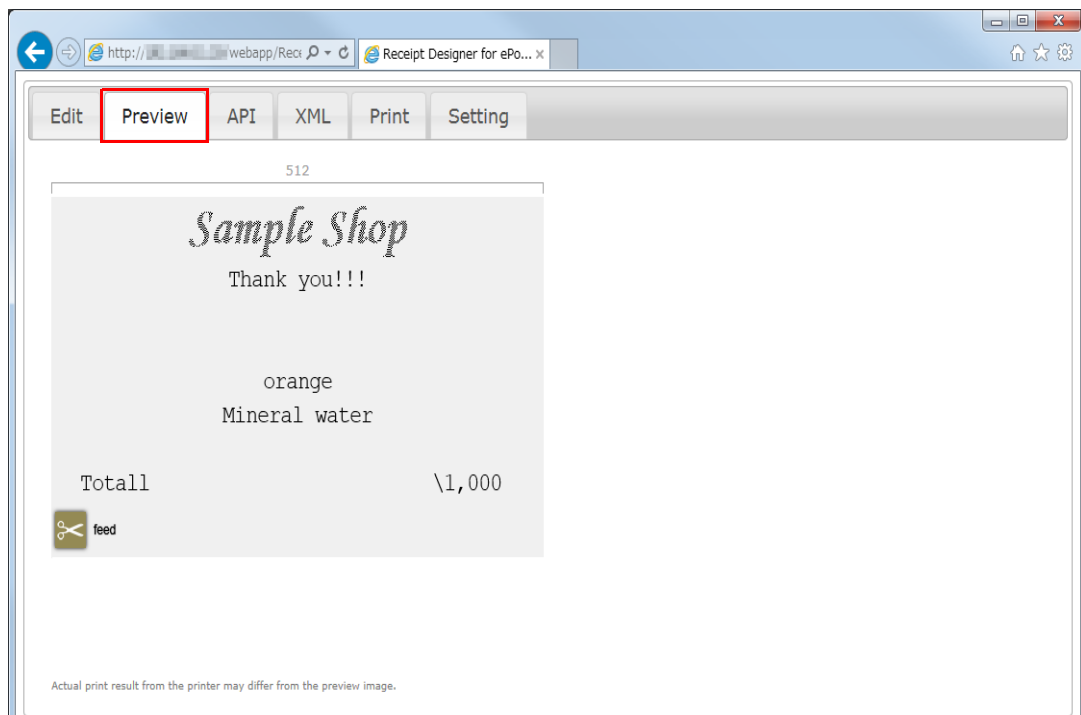 http:// webapp/Rece
Receipt Designer for ePo...
Edit Preview API XML Print Setting
512
Sample Shop
Thank you!!!
orange
Mineral water
Totall \1,000
feed
Actual print result from the printer may differ from the preview image.